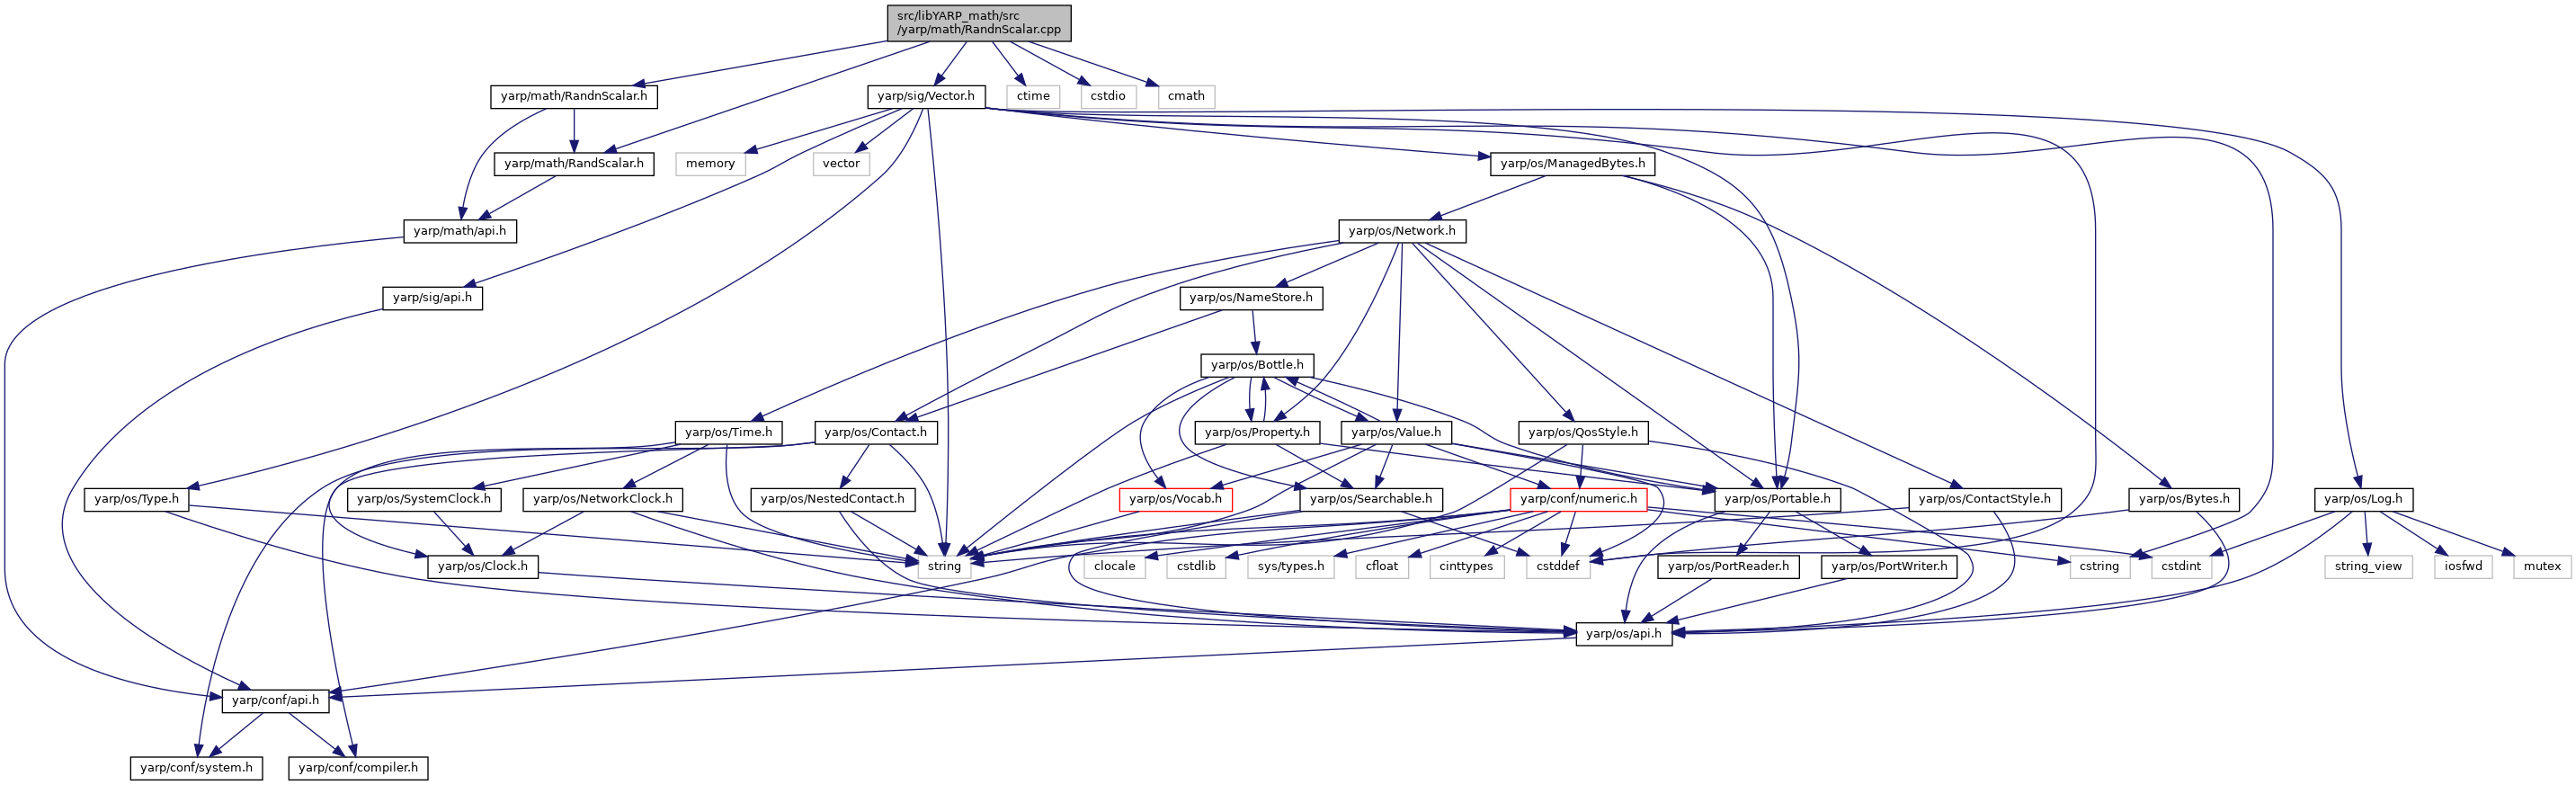 src/libYARP_math/src
/yarp/math/RandnScalar.cpp
yarp/math/RandnScalar.h
yarp/sig/Vector.h
ctime
cstdio
cmath
yarp/math/RandScalar.h
memory
vector
yarp/os/ManagedBytes.h
yarp/math/api.h
yarp/os/Network.h
yarp/sig/api.h
yarp/os/NameStore.h
yarp/os/Bottle.h
yarp/os/Time.h
yarp/os/Contact.h
yarp/os/Property.h
yarp/os/Value.h
yarp/os/QosStyle.h
yarp/os/Type.h
yarp/os/SystemClock.h
yarp/os/NetworkClock.h
yarp/os/NestedContact.h
yarp/os/Vocab.h
yarp/os/Searchable.h
yarp/conf/numeric.h
yarp/os/Portable.h
yarp/os/ContactStyle.h
yarp/os/Bytes.h
yarp/os/Log.h
yarp/os/Clock.h
string
clocale
cstdlib
sys/types.h
cfloat
cinttypes
cstddef
yarp/os/PortReader.h
yarp/os/PortWriter.h
cstring
cstdint
string_view
iosfwd
mutex
yarp/os/api.h
yarp/conf/api.h
yarp/conf/system.h
yarp/conf/compiler.h